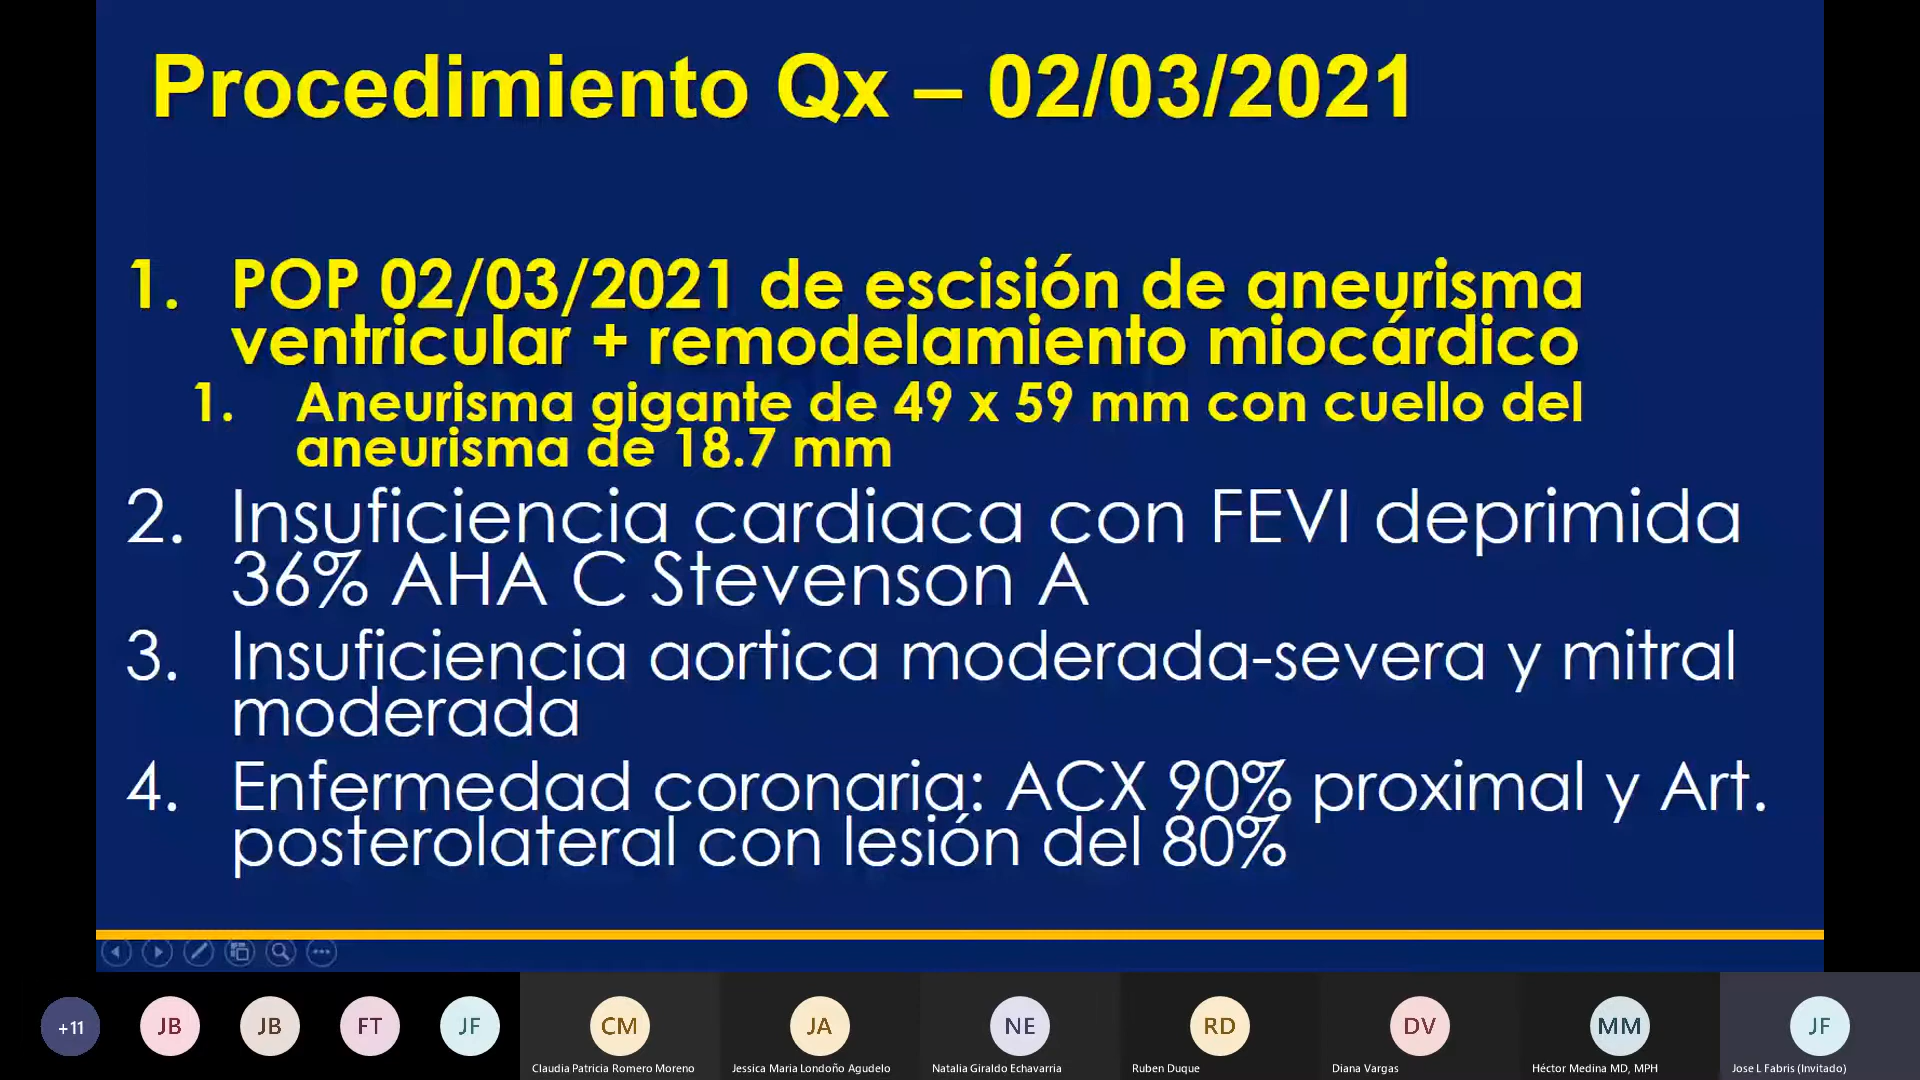 Procedimiento Qx – 02/03/2021
1. POP 02/03/2021 de escisión de aneurisma
ventricular + remodelamiento miocárdico
1. Aneurisma gigante de 49 x 59 mm con cuello del
aneurisma de 18.7 mm
2. Insuficiencia cardiaca con FEVI deprimida
36% AHA C Stevenson A
3. Insuficiencia aortica moderada-severa y mitral
moderada
4. Enfermedad coronaria: ACX 90% proximal y Art.
posterolateral con lesión del 80%
+11
JB
JB
FT
JF
CM
JA
NE
RD
DV
MM
JF
Claudia Patricia Romero Moreno
Jessica Maria Londoño Agudelo
Natalia Giraldo Echavarria
Ruben Duque
Diana Vargas
Héctor Medina MD, MPH
Jose L Fabris (Invitado)